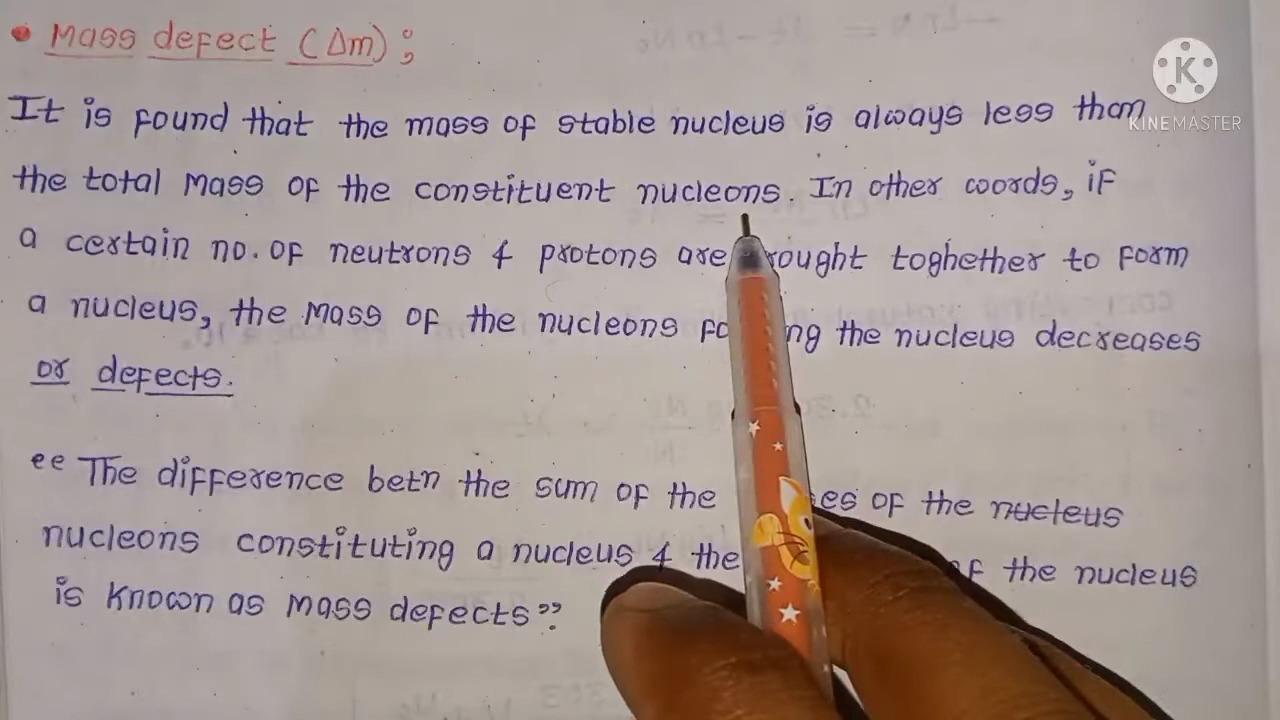 • Mass defect (Δm) :
It is found that the mass of stable nucleus is always less than
the total mass of the constituent nucleons. In other words, if
a certain no. of neutrons & protons are rought toghether to form
a nucleus, the mass of the nucleons fo ng the nucleus decreases
or defects.
"The difference betn the sum of the es of the nucleus
nucleons constituting a nucleus & the of the nucleus
is known as mass defects".
K
KINEMASTER